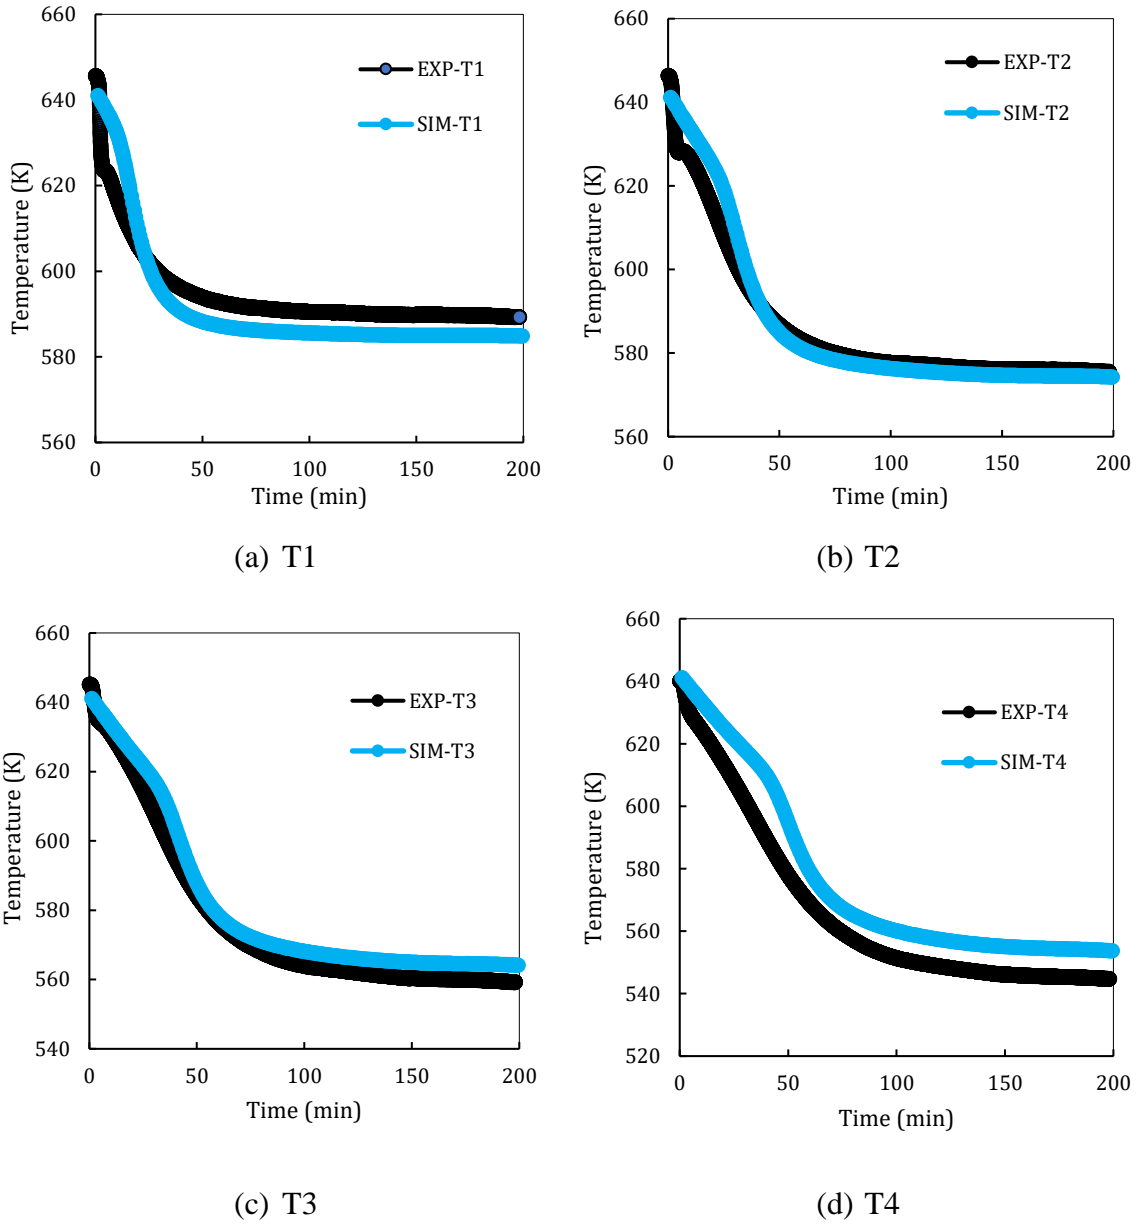 660
640
620
600
580
560
0
50
100
150
200
Temperature (K)
Time (min)
EXP-T1
SIM-T1
(a) T1
660
640
620
600
580
560
0
50
100
150
200
Temperature (K)
Time (min)
EXP-T2
SIM-T2
(b) T2
660
640
620
600
580
560
540
0
50
100
150
200
Temperature (K)
Time (min)
EXP-T3
SIM-T3
(c) T3
660
640
620
600
580
560
540
520
0
50
100
150
200
Temperature (K)
Time (min)
EXP-T4
SIM-T4
(d) T4